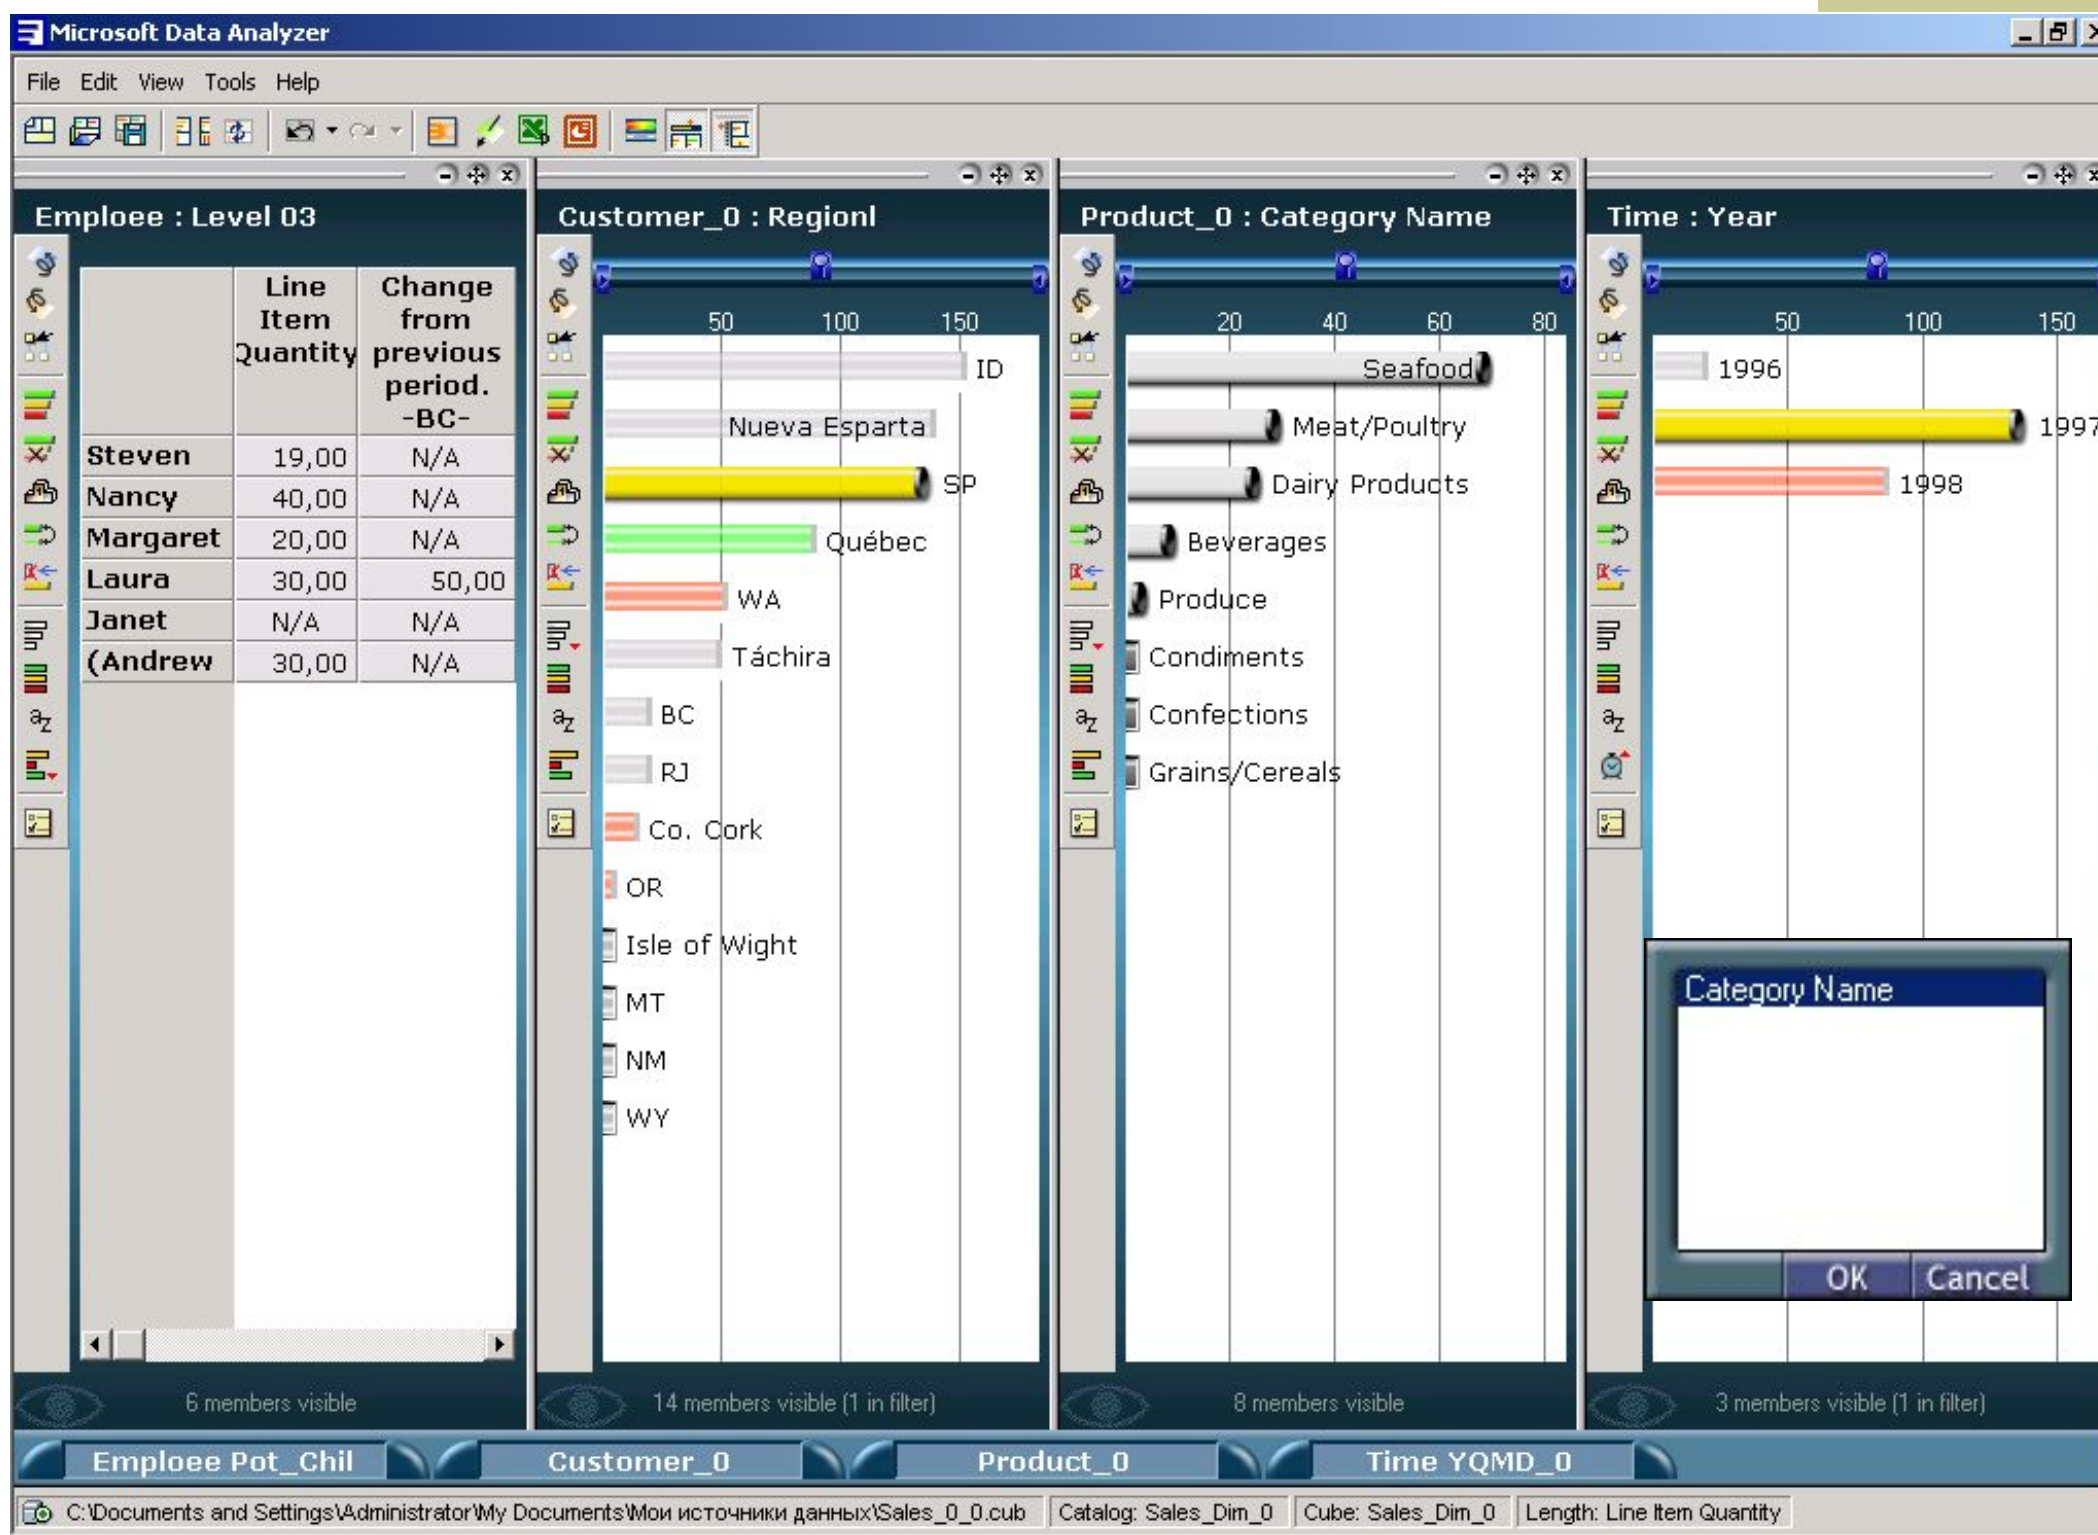 Microsoft Data Analyzer
File Edit View Tools Help
Emploee : Level 03
Line Item Quantity
Change from previous period. -BC-
Steven 19,00 N/A
Nancy 40,00 N/A
Margaret 20,00 N/A
Laura 30,00 50,00
Janet N/A N/A
(Andrew 30,00 N/A
6 members visible
Customer_0 : Regionl
50 100 150
ID
Nueva Esparta
SP
Québec
WA
Táchira
BC
RJ
Co. Cork
OR
Isle of Wight
MT
NM
WY
14 members visible (1 in filter)
Product_0 : Category Name
20 40 60 80
Seafood
Meat/Poultry
Dairy Products
Beverages
Produce
Condiments
Confections
Grains/Cereals
8 members visible
Time : Year
50 100 150
1996
1997
1998
Category Name
OK Cancel
3 members visible (1 in filter)
Emploee Pot_Chil Customer_0 Product_0 Time YQMD_0
C:\Documents and Settings\Administrator\My Documents\Мои источники данных\Sales_0_0.cub Catalog: Sales_Dim_0 Cube: Sales_Dim_0 Length: Line Item Quantity